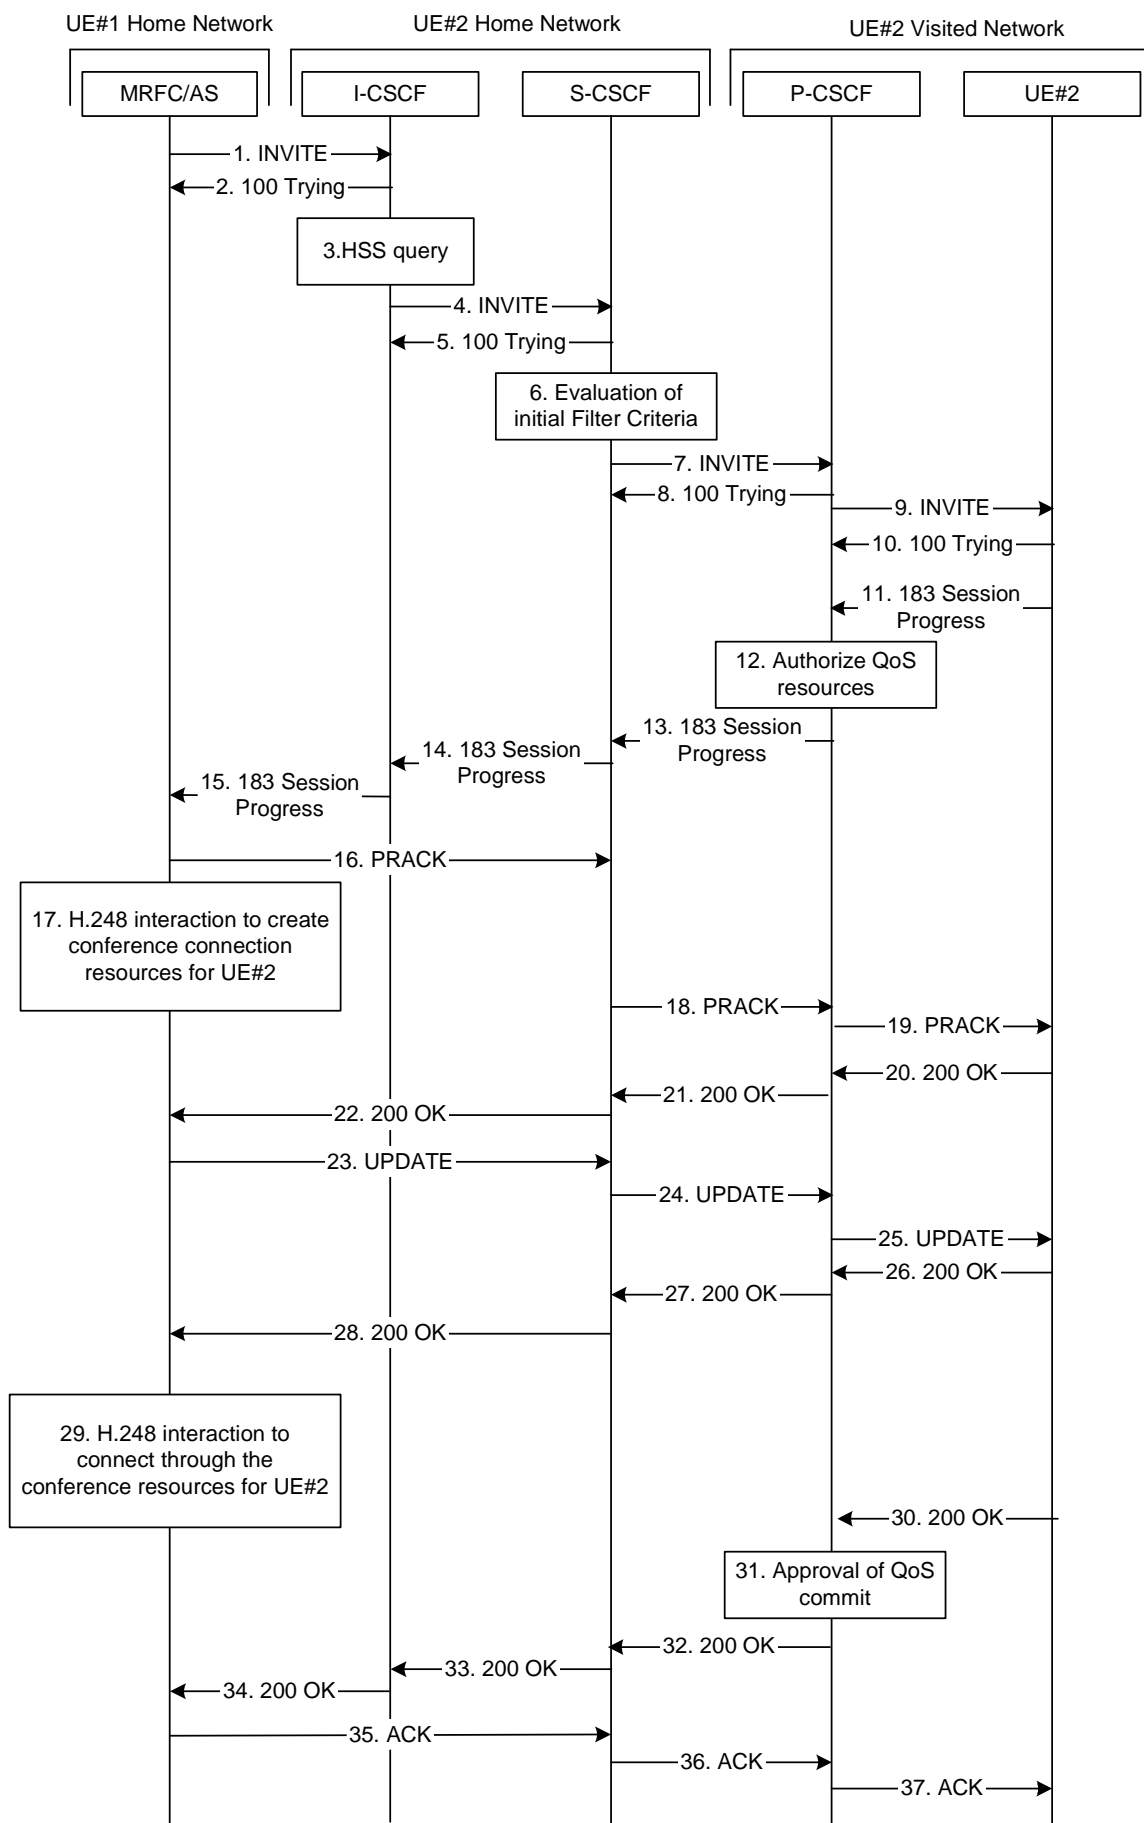 UE#1 Home Network
UE#2 Home Network
UE#2 Visited Network
MRFC/AS
I-CSCF
S-CSCF
P-CSCF
UE#2
1. INVITE
2. 100 Trying
3.HSS query
4. INVITE
5. 100 Trying
6. Evaluation of
initial Filter Criteria
7. INVITE
8. 100 Trying
9. INVITE
10. 100 Trying
11. 183 Session
Progress
12. Authorize QoS
resources
13. 183 Session
Progress
14. 183 Session
Progress
15. 183 Session
Progress
16. PRACK
17. H.248 interaction to create
conference connection
resources for UE#2
18. PRACK
19. PRACK
20. 200 OK
21. 200 OK
22. 200 OK
23. UPDATE
24. UPDATE
25. UPDATE
26. 200 OK
27. 200 OK
28. 200 OK
29. H.248 interaction to
connect through the
conference resources for UE#2
30. 200 OK
31. Approval of QoS
commit
32. 200 OK
33. 200 OK
34. 200 OK
35. ACK
36. ACK
37. ACK